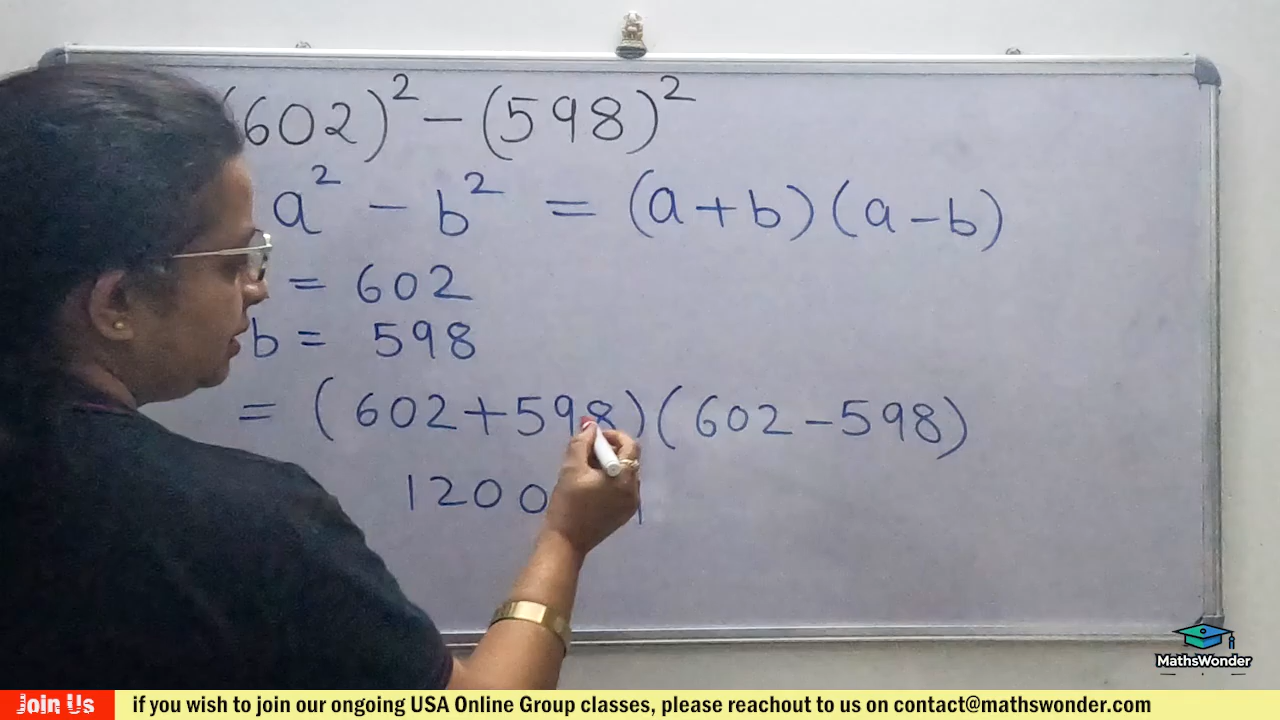 (602)² − (598)²
a² − b² = (a+b)(a−b)
= 602
b = 598
= (602+598)(602−598)
1200
MathsWonder
Join Us if you wish to join our ongoing USA Online Group classes, please reachout to us on contact@mathswonder.com